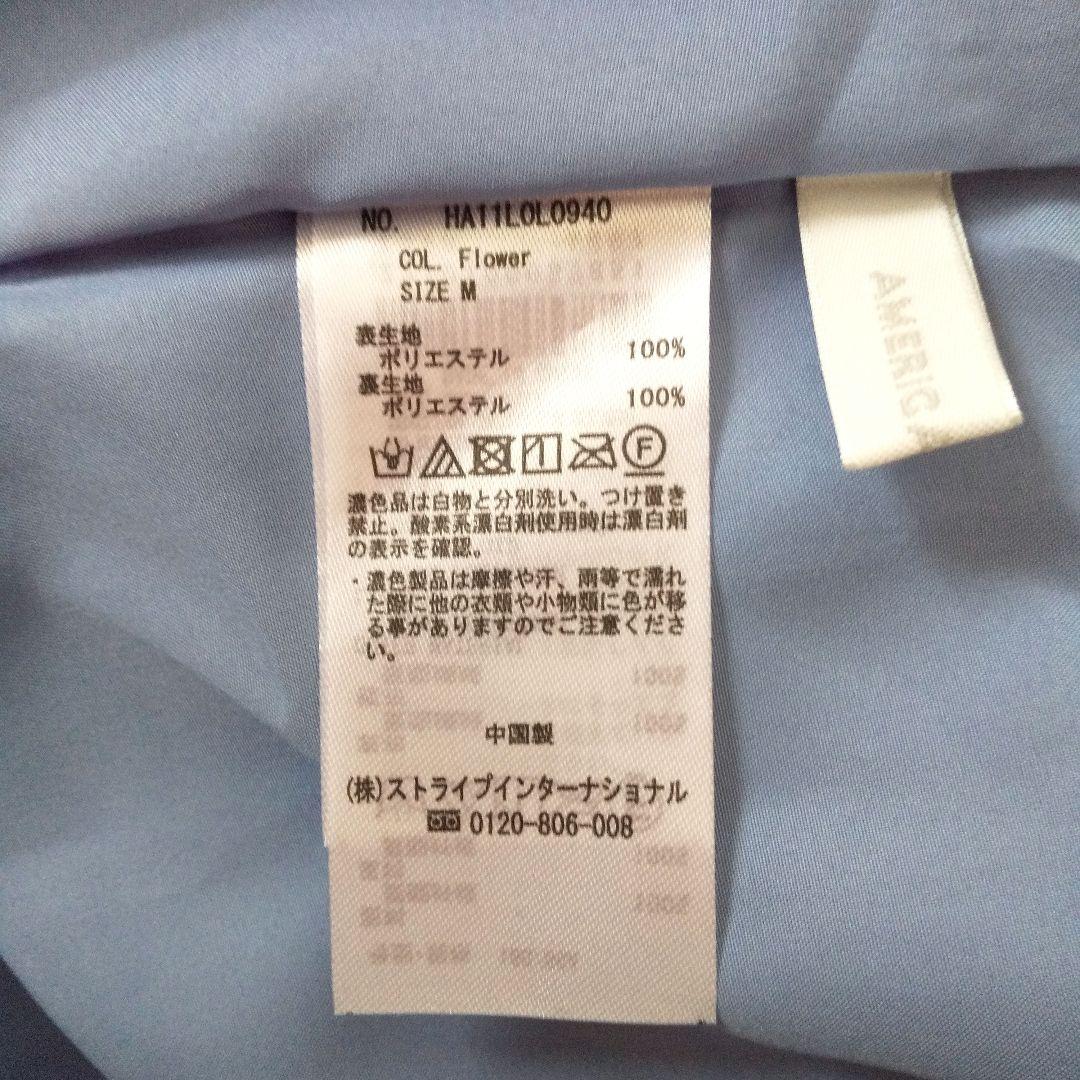 NO. HA11L0L0940
COL. Flower
SIZE M
表生地
ポリエステル 100%
裏生地
ポリエステル 100%
F
濃色品は白物と分別洗い。つけ置き
禁止。酸素系漂白剤使用時は漂白剤
の表示を確認。
・濃色製品は摩擦や汗、雨等で濡れ
た際に他の衣類や小物類に色が移
る事がありますのでご注意くださ
い。
中国製
(株)ストライプインターナショナル
0120-806-008
AMERIC